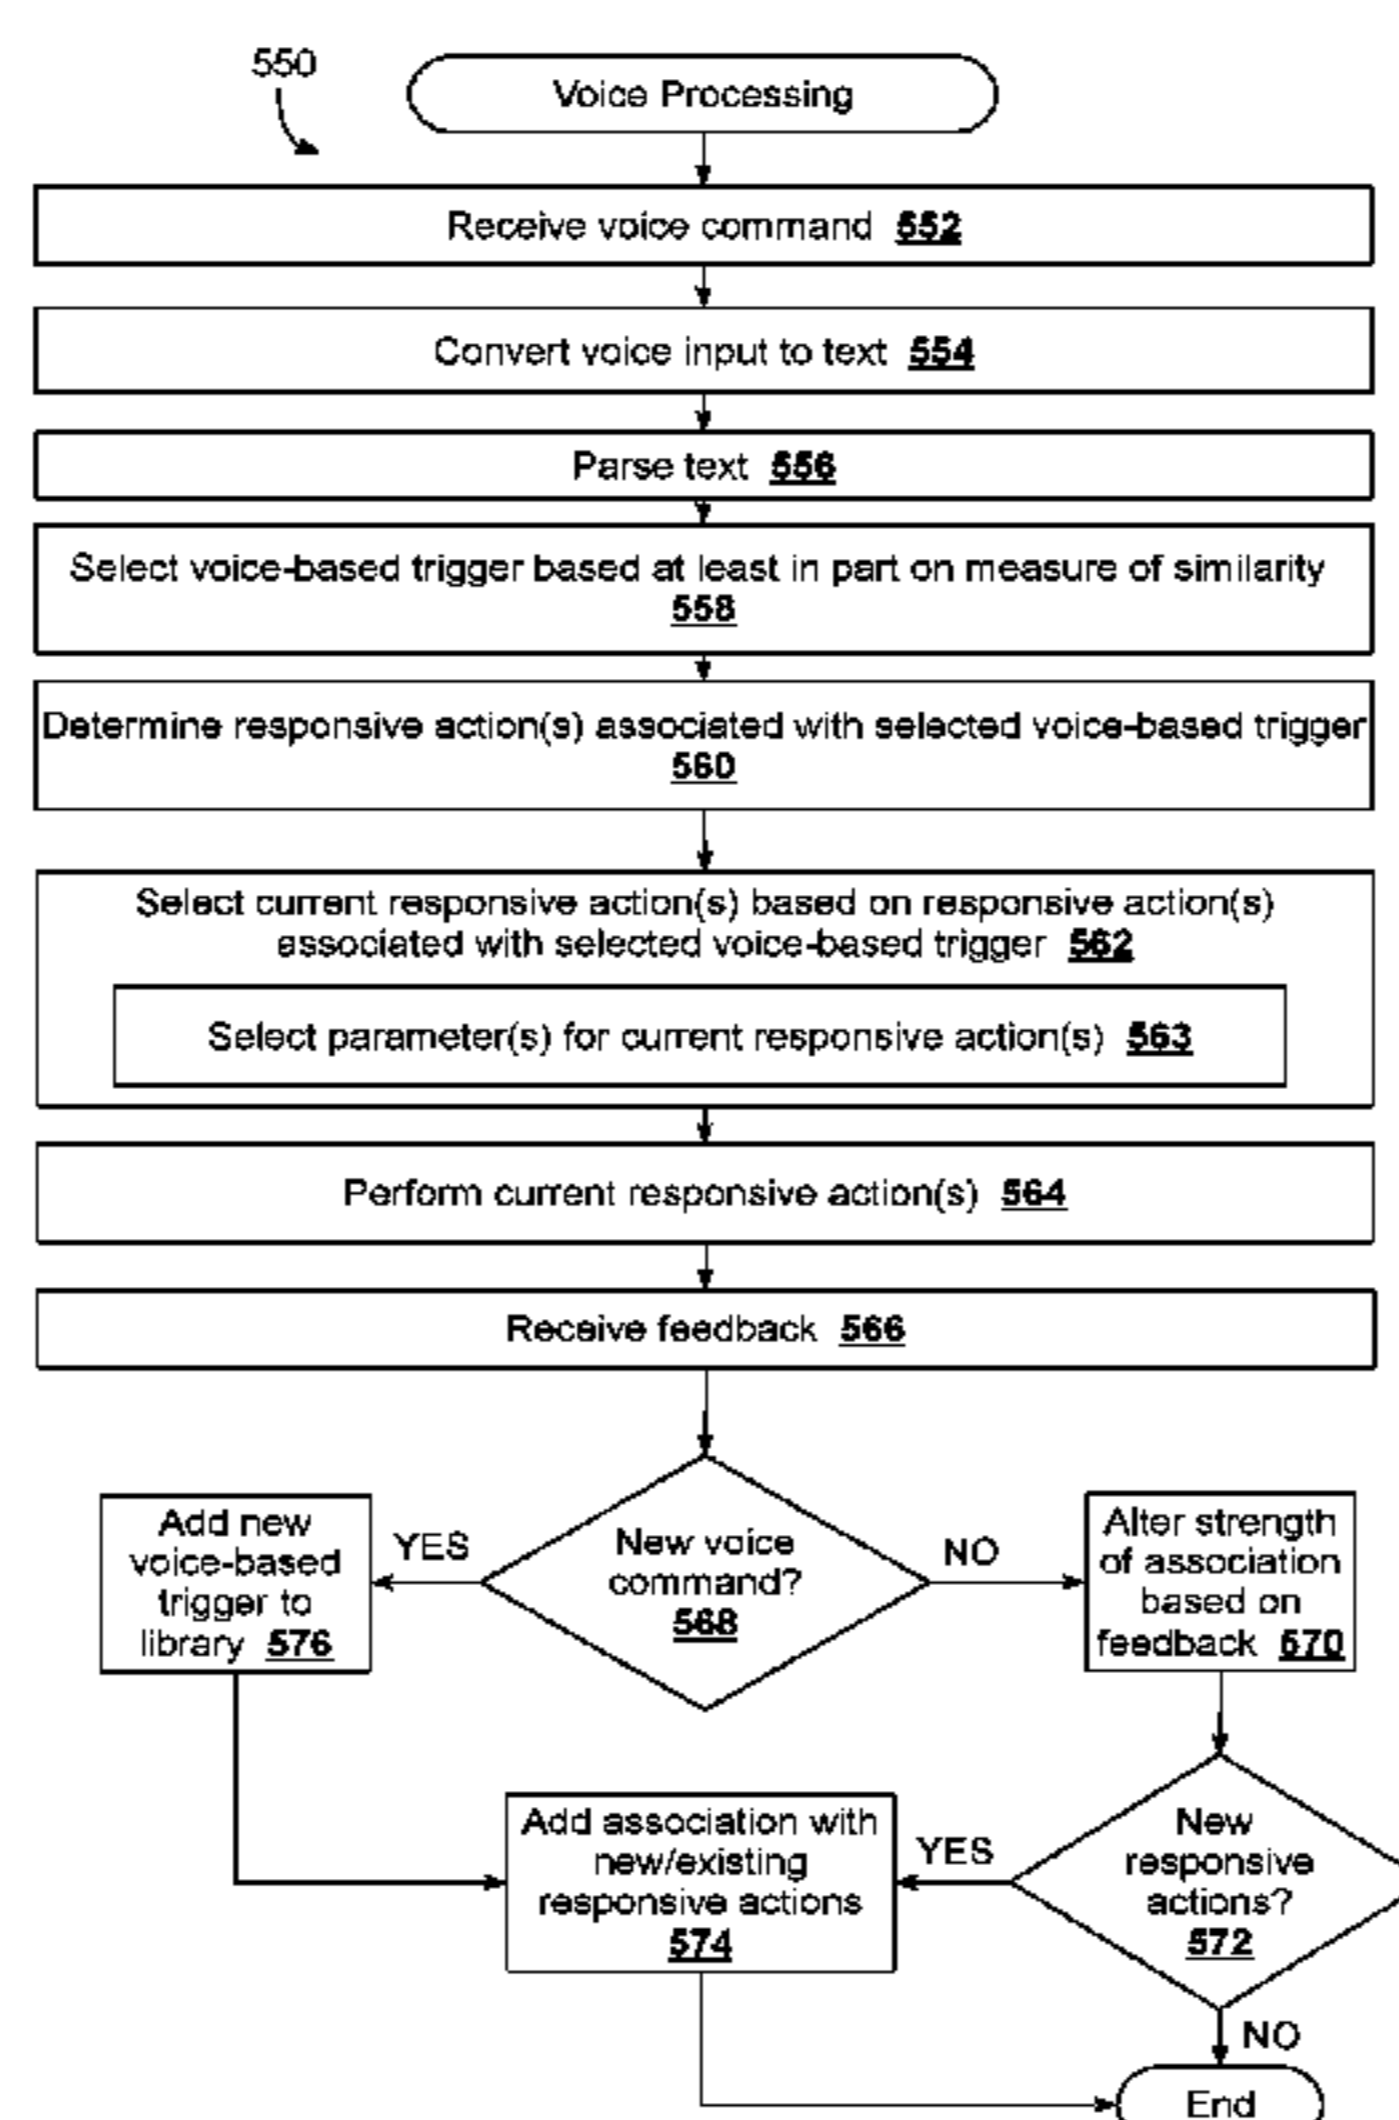 550
Voice Processing
Receive voice command 552
Convert voice input to text 554
Parse text 556
Select voice-based trigger based at least in part on measure of similarity
558
Determine responsive action(s) associated with selected voice-based trigger
560
Select current responsive action(s) based on responsive action(s)
associated with selected voice-based trigger 562
Select parameter(s) for current responsive action(s) 563
Perform current responsive action(s) 564
Receive feedback 566
New voice
command?
568
YES
Add new
voice-based
trigger to
library 576
NO
Alter strength
of association
based on
feedback 570
New
responsive
actions?
572
YES
Add association with
new/existing
responsive actions
574
NO
End